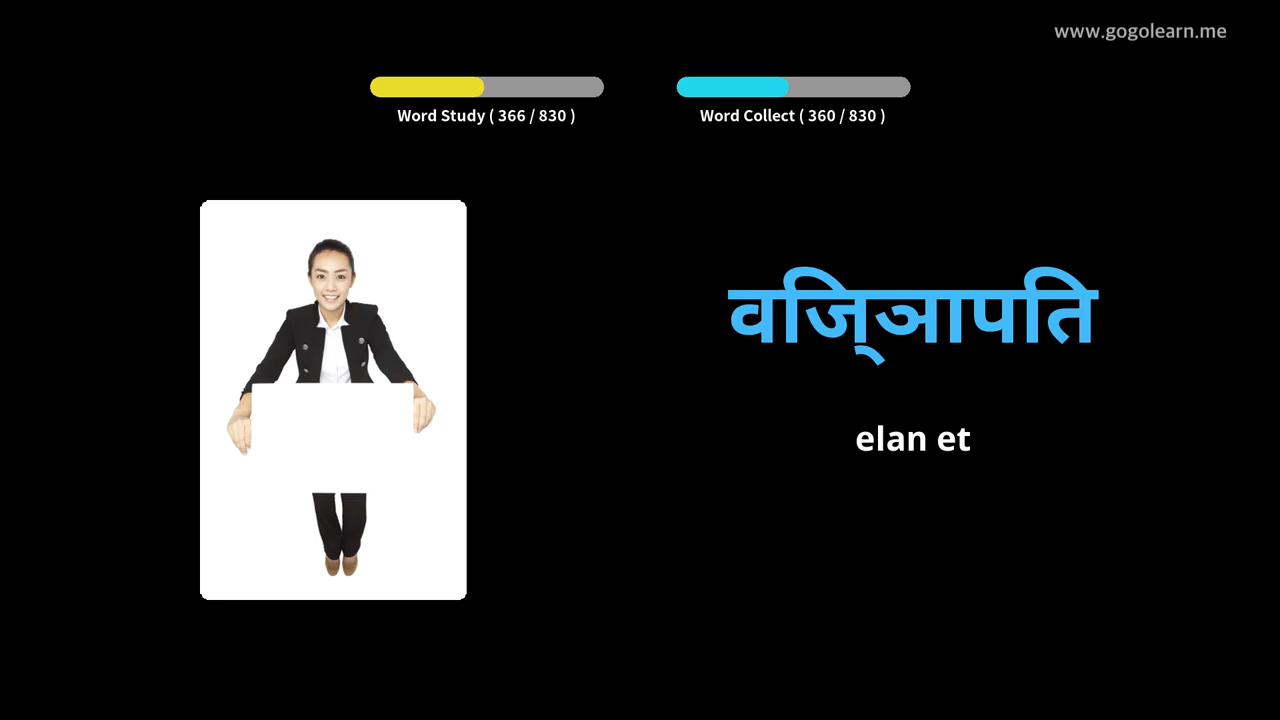 www.gogolearn.me
Word Study ( 366 / 830 )
Word Collect ( 360 / 830 )
वजि्ञापति
elan et